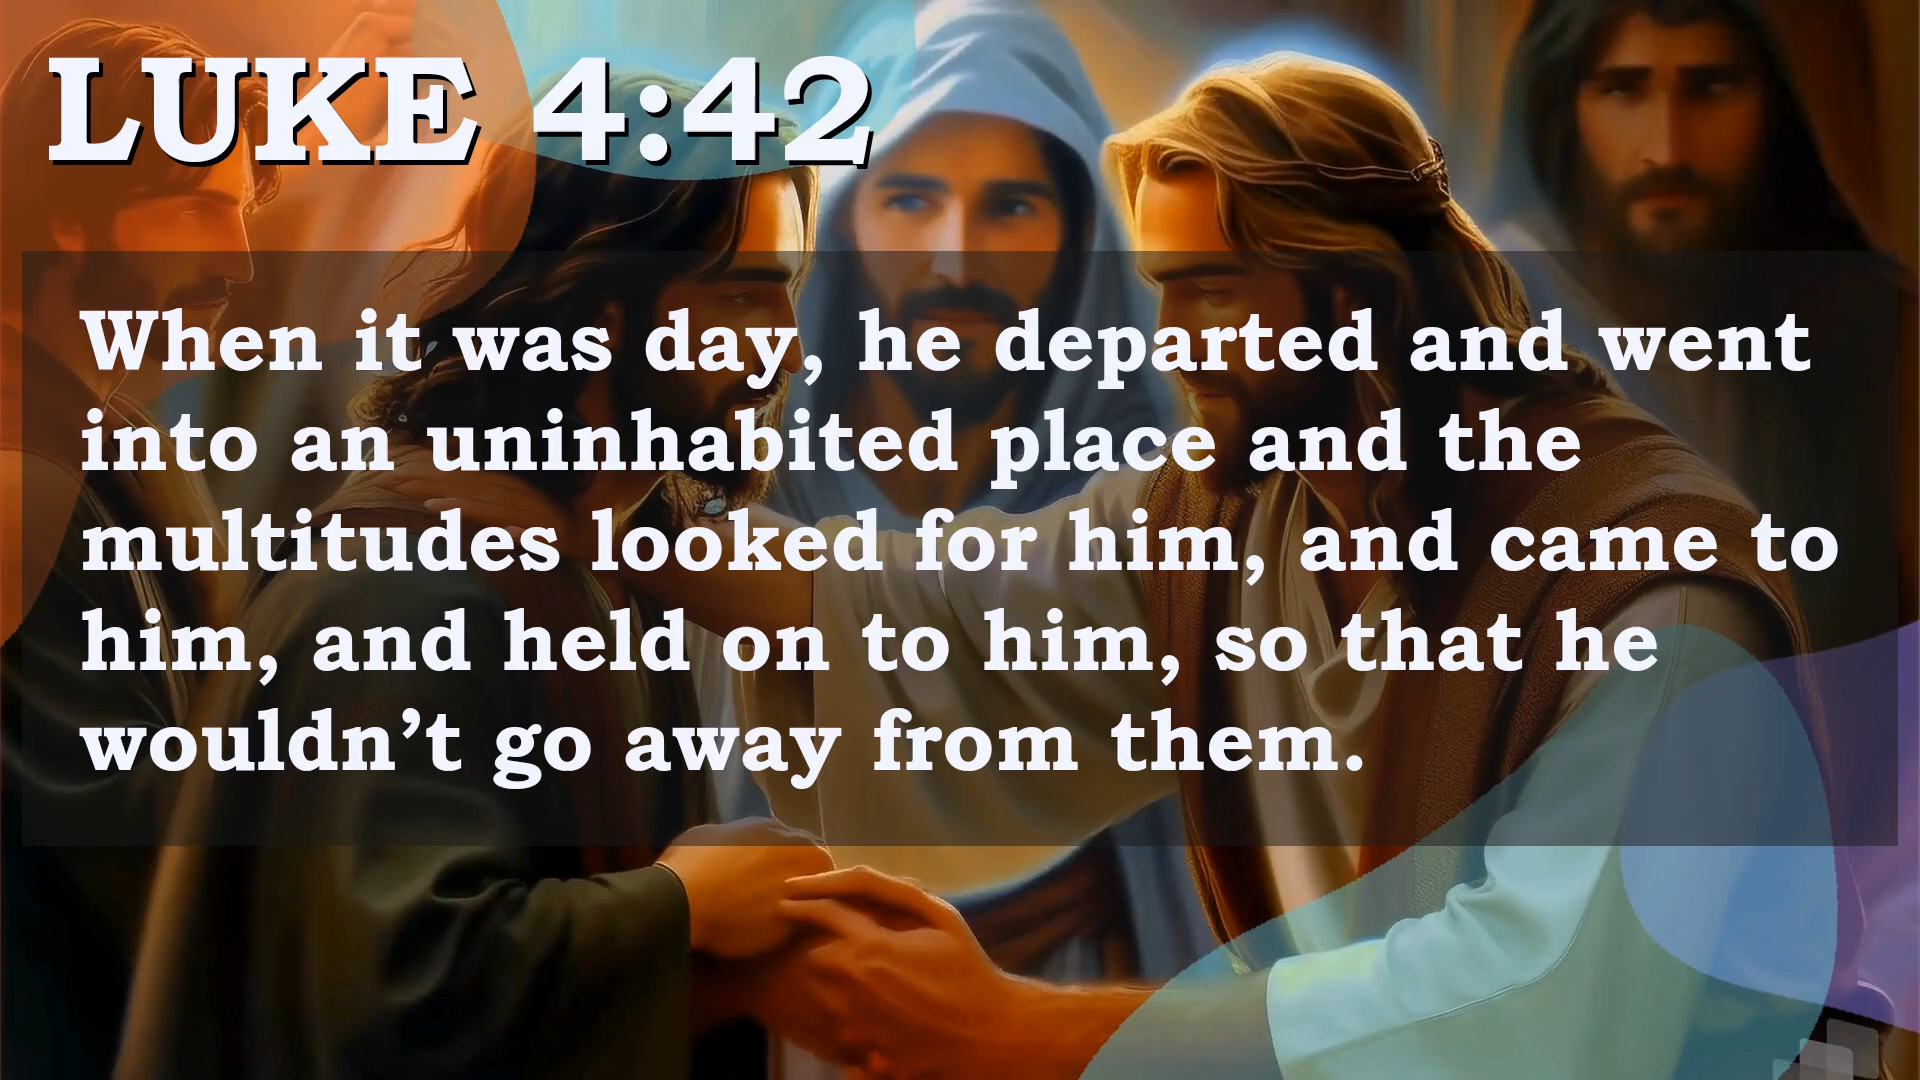 LUKE 4:42
When it was day, he departed and went
into an uninhabited place and the
multitudes looked for him, and came to
him, and held on to him, so that he
wouldn’t go away from them.